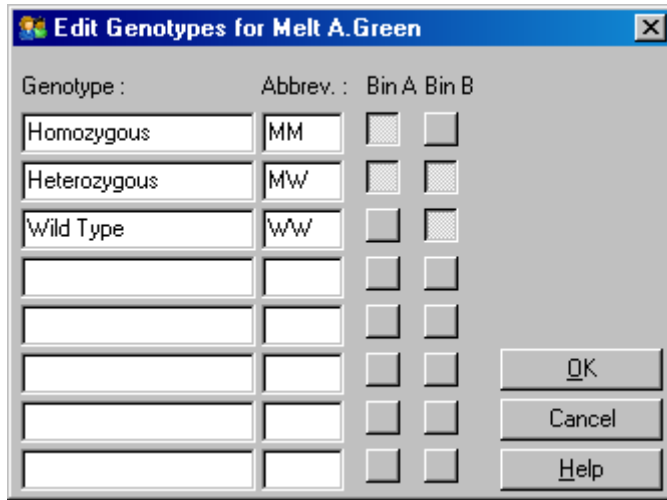 Edit Genotypes for Melt A.Green
Genotype : Abbrev. : Bin A Bin B
Homozygous MM
Heterozygous MW
Wild Type WW
OK
Cancel
Help